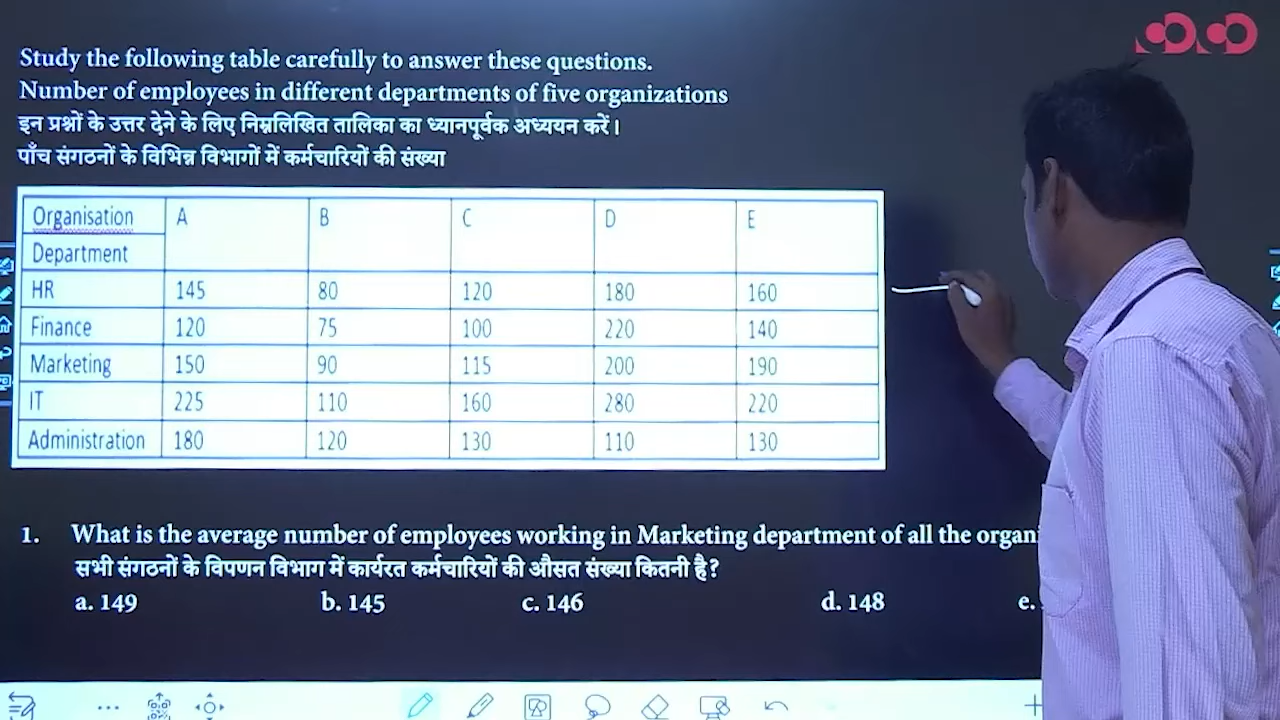 Study the following table carefully to answer these questions.
Number of employees in different departments of five organizations
इन प्रश्नों के उत्तर देने के लिए निम्नलिखित तालिका का ध्यानपूर्वक अध्ययन करें।
पाँच संगठनों के विभिन्न विभागों में कर्मचारियों की संख्या
Organisation A B C D E
Department
HR 145 80 120 180 160
Finance 120 75 100 220 140
Marketing 150 90 115 200 190
IT 225 110 160 280 220
Administration 180 120 130 110 130
1. What is the average number of employees working in Marketing department of all the
सभी संगठनों के विपणन विभाग में कार्यरत कर्मचारियों की औसत संख्या कितनी है?
a. 149 b. 145 c. 146 d. 148 e.